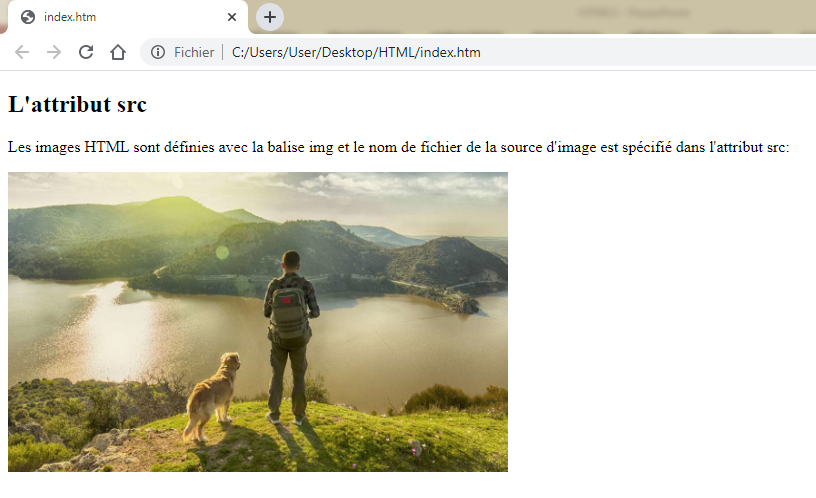 index.htm
Fichier
C:/Users/User/Desktop/HTML/index.htm
L'attribut src
Les images HTML sont définies avec la balise img et le nom de fichier de la source d'image est spécifié dans l'attribut src: